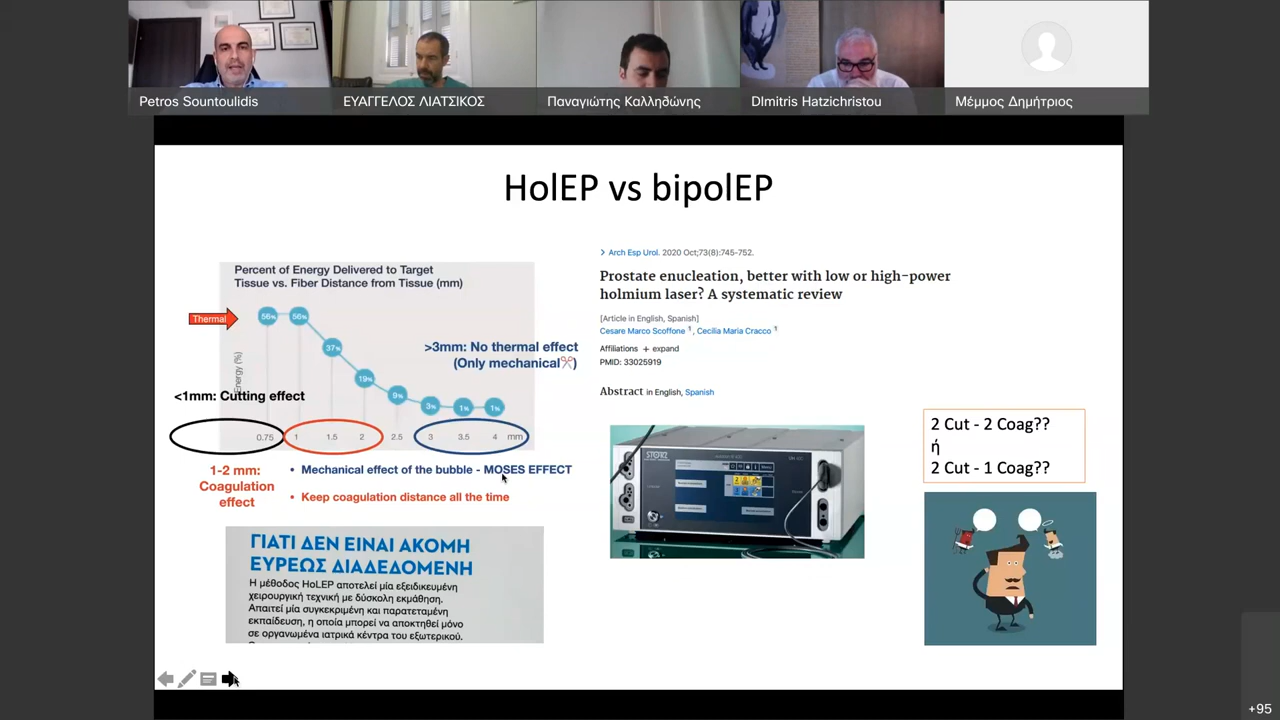 Petros Sountoulidis
ΕΥΑΓΓΕΛΟΣ ΛΙΑΤΣΙΚΟΣ
Παναγιώτης Καλληδώνης
DImitris Hatzichristou
Μέμμος Δημήτριος
HolEP vs bipolEP
Percent of Energy Delivered to Target
Tissue vs. Fiber Distance from Tissue (mm)
Thermal
56%
56%
37%
19%
9%
3%
1%
1%
Energy (%)
>3mm: No thermal effect
(Only mechanical)
<1mm: Cutting effect
0.75 1 1.5 2 2.5 3 3.5 4 mm
1-2 mm:
Coagulation
effect
• Mechanical effect of the bubble - MOSES EFFECT
• Keep coagulation distance all the time
ΓΙΑΤΙ ΔΕΝ ΕΙΝΑΙ ΑΚΟΜΗ
ΕΥΡΕΩΣ ΔΙΑΔΕΔΟΜΕΝΗ
Η μέθοδος HoLEP αποτελεί μία εξειδικευμένη
χειρουργική τεχνική με δύσκολη εκμάθηση.
Απαιτεί μία συγκεκριμένη και παρατεταμένη
εκπαίδευση, η οποία μπορεί να αποκτηθεί μόνο
σε οργανωμένα ιατρικά κέντρα του εξωτερικού.
> Arch Esp Urol. 2020 Oct;73(8):745-752.
Prostate enucleation, better with low or high-power
holmium laser? A systematic review
[Article in English, Spanish]
Cesare Marco Scoffone 1, Cecilia Maria Cracco 1
Affiliations + expand
PMID: 33025919
Abstract in English, Spanish
STORZ
2 Cut - 2 Coag??
ή
2 Cut - 1 Coag??
+95